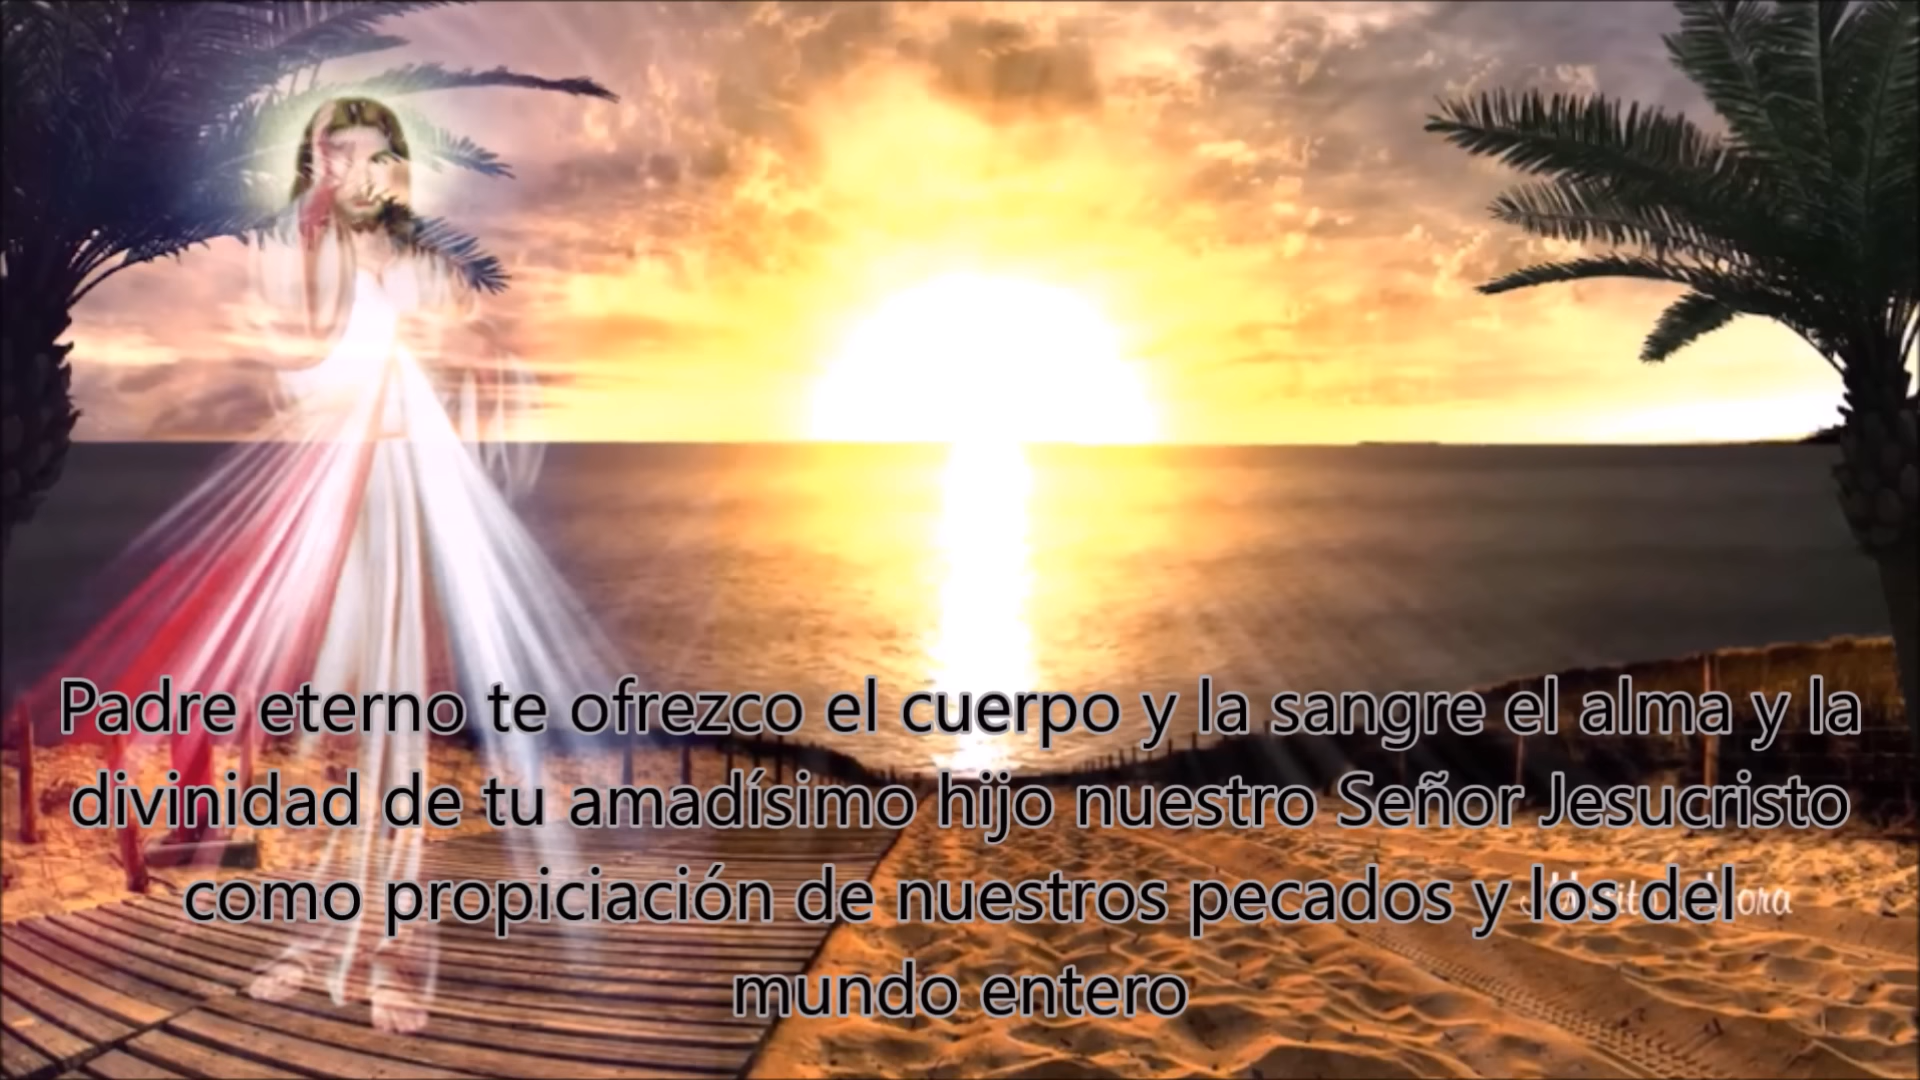 Padre eterno te ofrezco el cuerpo y la sangre el alma y la
divinidad de tu amadísimo hijo nuestro Señor Jesucristo
como propiciación de nuestros pecados y los del
mundo entero